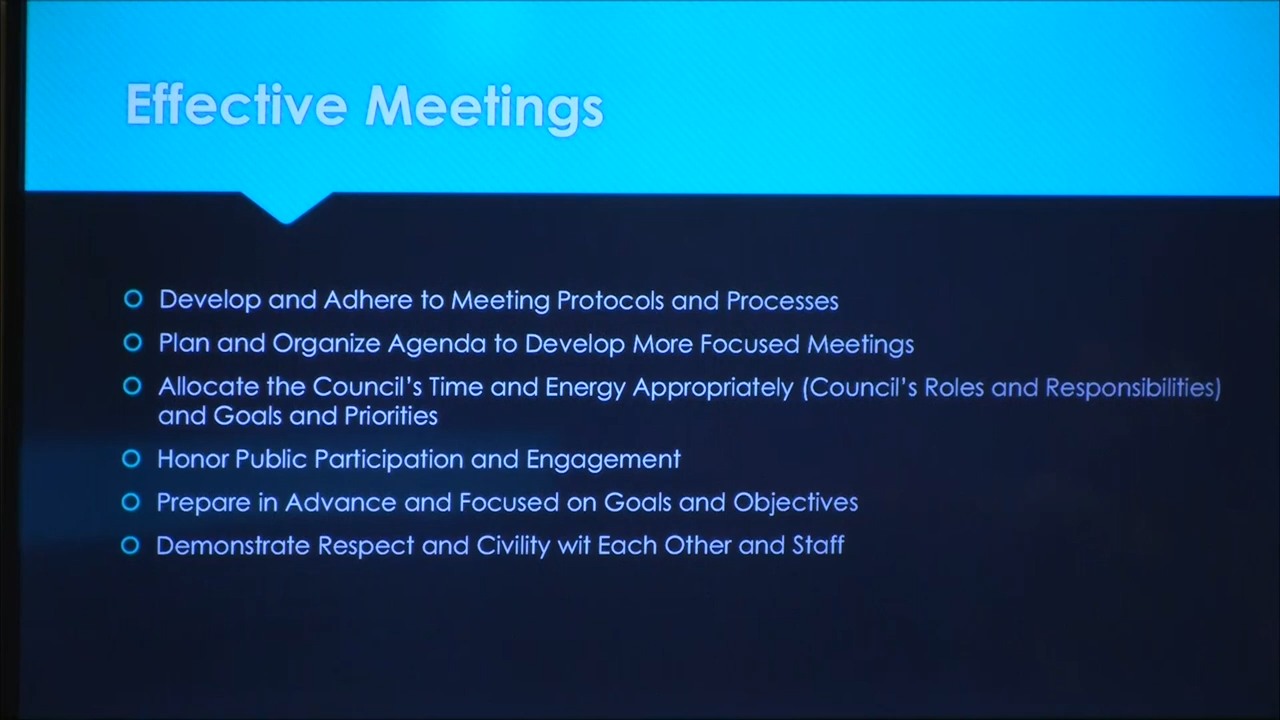 Effective Meetings
Develop and Adhere to Meeting Protocols and Processes
Plan and Organize Agenda to Develop More Focused Meetings
Allocate the Council's Time and Energy Appropriately (Council's Roles and Responsibilities)
and Goals and Priorities
Honor Public Participation and Engagement
Prepare in Advance and Focused on Goals and Objectives
Demonstrate Respect and Civility wit Each Other and Staff